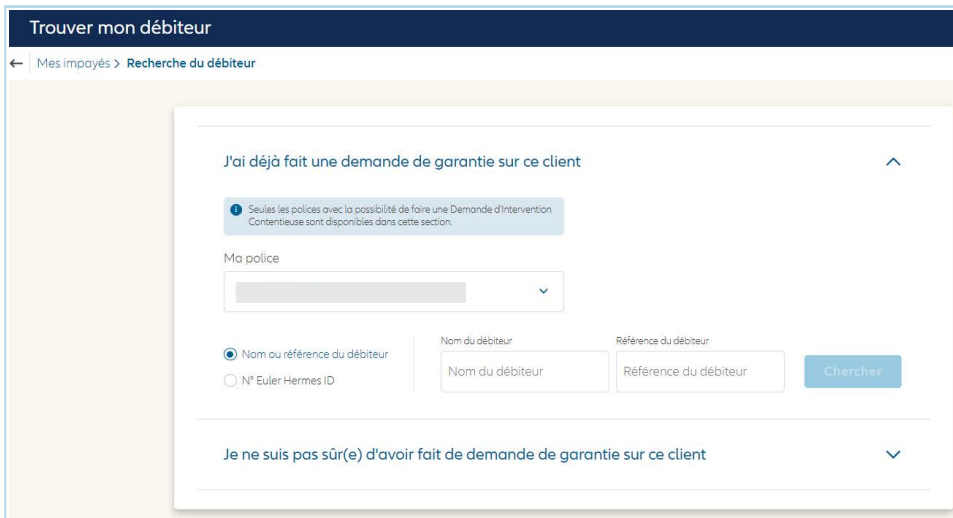 Trouver mon débiteur
← Mes impayés > Recherche du débiteur
J'ai déjà fait une demande de garantie sur ce client
Seules les polices avec la possibilité de faire une Demande d'Intervention
Contentieuse sont disponibles dans cette section.
Ma police
Nom du débiteur Référence du débiteur
Nom ou référence du débiteur
Nom du débiteur Référence du débiteur Chercher
N° Euler Hermes ID
Je ne suis pas sûr(e) d'avoir fait de demande de garantie sur ce client